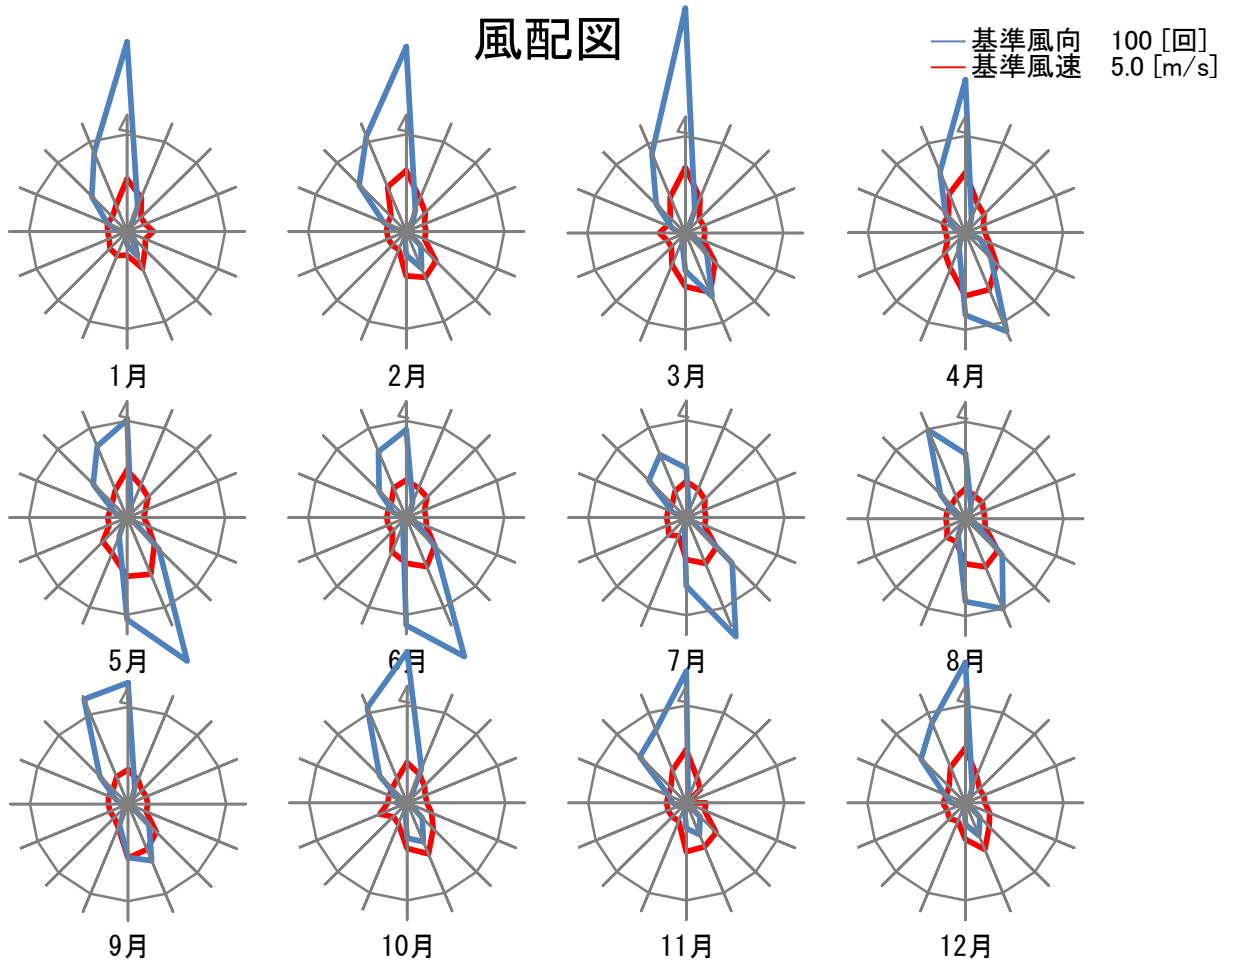 風配図
基準風向 100 [回]
基準風速 5.0 [m/s]
1月
2月
3月
4月
5月
6月
7月
8月
9月
10月
11月
12月